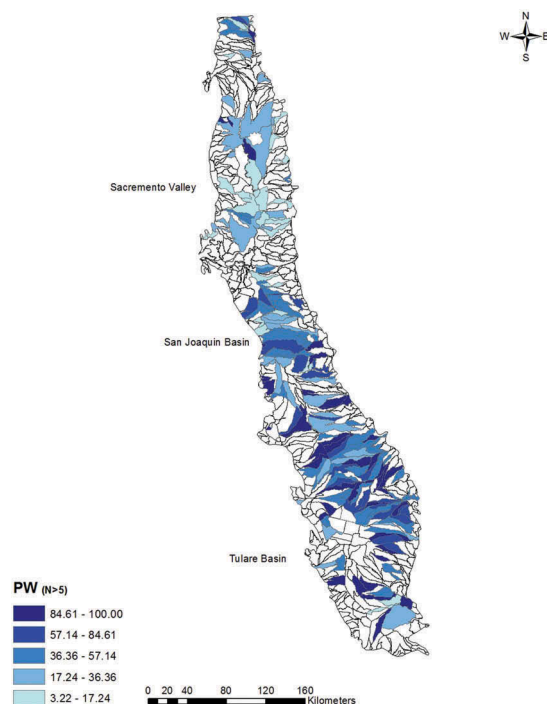 N
W E
S
Sacremento Valley
San Joaquin Basin
Tulare Basin
PW (N>5)
84.61 - 100.00
57.14 - 84.61
36.36 - 57.14
17.24 - 36.36
3.22 - 17.24
0 20 40 80 120 160
Kilometers